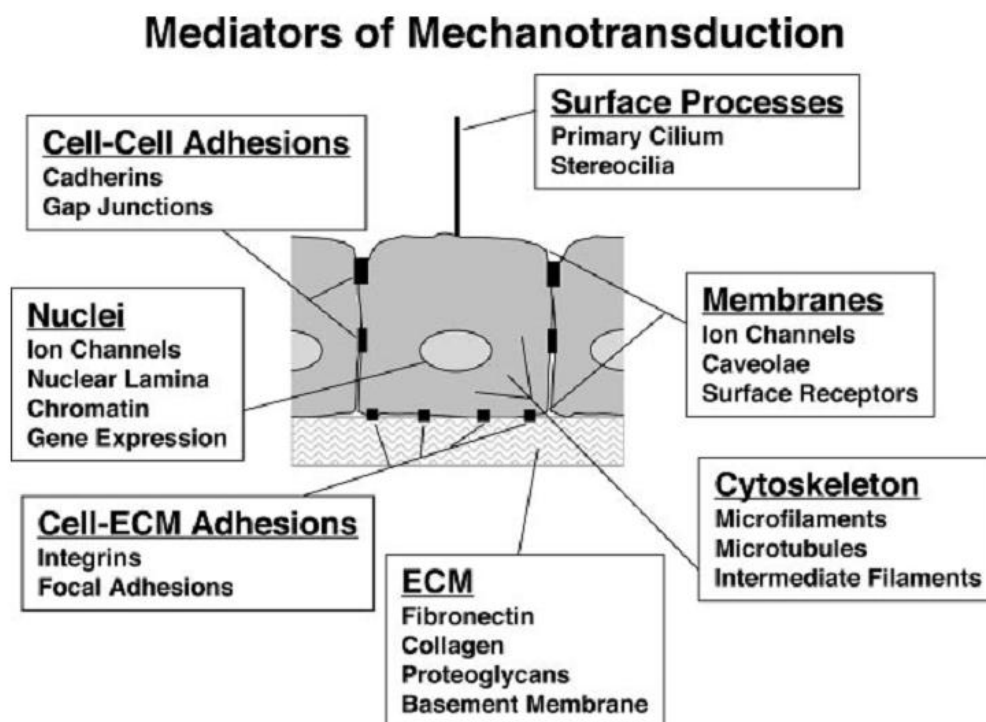 Mediators of Mechanotransduction
Surface Processes
Primary Cilium
Stereocilia
Cell-Cell Adhesions
Cadherins
Gap Junctions
Nuclei
Ion Channels
Nuclear Lamina
Chromatin
Gene Expression
Membranes
Ion Channels
Caveolae
Surface Receptors
Cell-ECM Adhesions
Integrins
Focal Adhesions
Cytoskeleton
Microfilaments
Microtubules
Intermediate Filaments
ECM
Fibronectin
Collagen
Proteoglycans
Basement Membrane